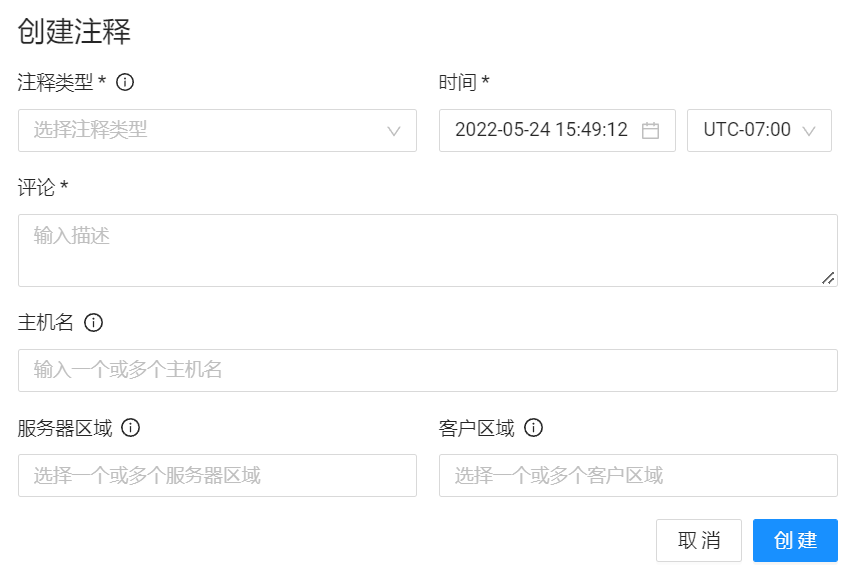 创建注释
注释类型 * 时间 *
选择注释类型 2022-05-24 15:49:12 UTC-07:00
评论 *
输入描述
主机名
输入一个或多个主机名
服务器区域 客户区域
选择一个或多个服务器区域 选择一个或多个客户区域
取消 创建